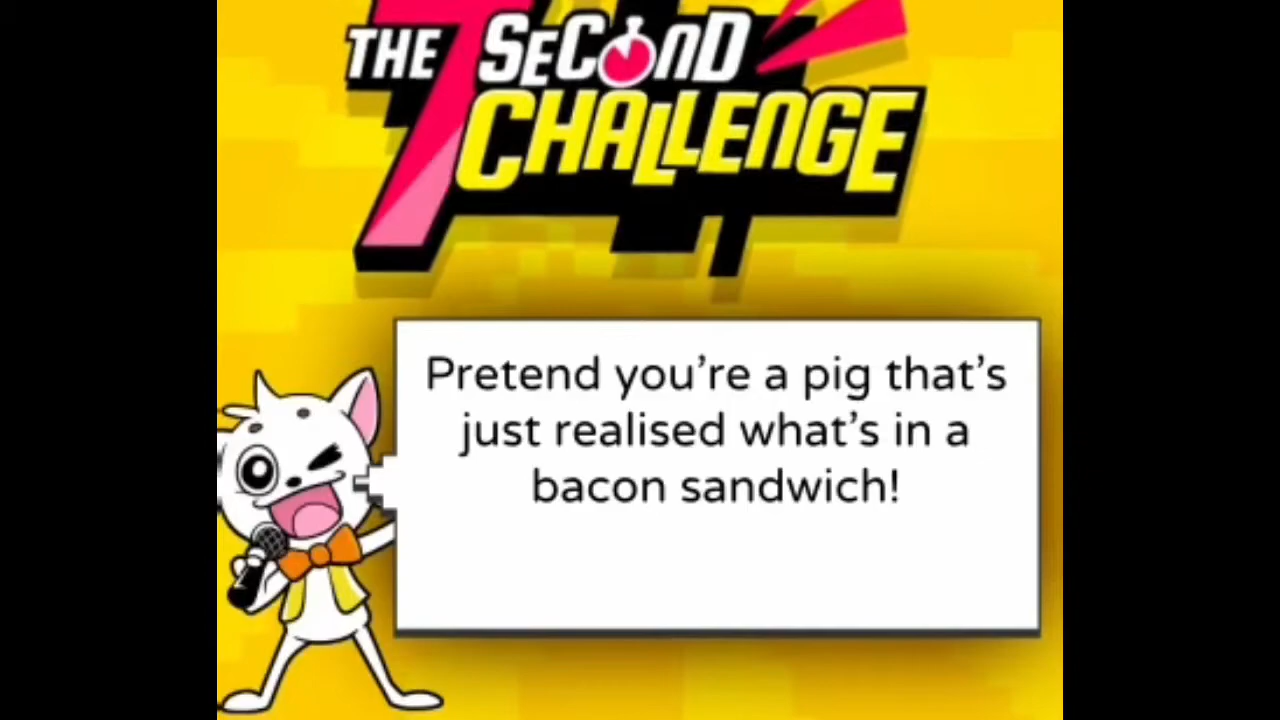 THE 7 SECOND
CHALLENGE
Pretend you're a pig that's
just realised what's in a
bacon sandwich!